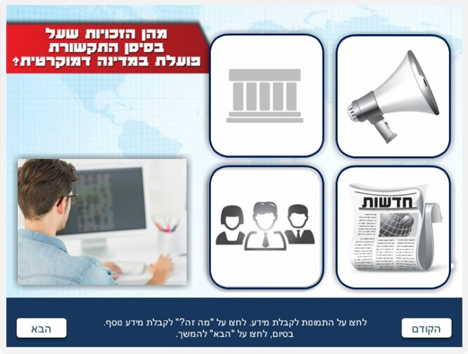 מהן הזכויות שעל
בסיסן התקשורת
פועלת במדינה דמוקרטית?
חדשות
לחצו על התמונות לקבלת מידע. לחצו על "מה זה?" לקבלת מידע נוסף.
בסיום, לחצו על "הבא" להמשך.
הקודם
הבא